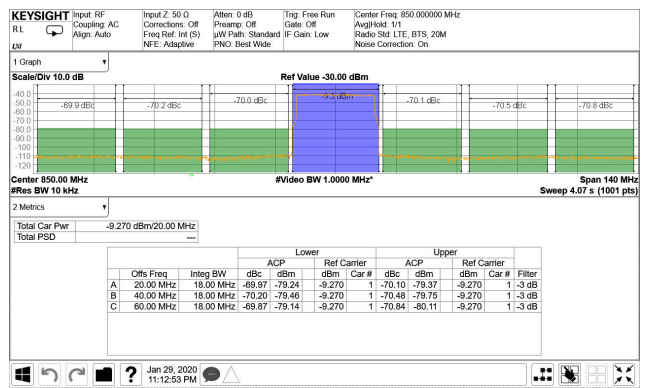 KEYSIGHT Input: RF Input Z: 50 Ω Atten: 0 dB Trig: Free Run Center Freq: 850.000000 MHz
R L Coupling: AC Corrections: Off Preamp: Off Gate: Off Avg|Hold: 1/1
Align: Auto Freq Ref: Int (S) µW Path: Standard IF Gain: Low Radio Std: LTE, BTS, 20M
LXI NFE: Adaptive PNO: Best Wide Noise Correction: On
1 Graph
Scale/Div 10.0 dB Ref Value -30.00 dBm
-40.0
-50.0
-60.0
-70.0
-80.0
-90.0
-100
-110
-120
-69.9 dBc -70.2 dBc -70.0 dBc -9.3 dBm -70.1 dBc -70.5 dBc -70.8 dBc
Center 850.00 MHz #Video BW 1.0000 MHz* Span 140 MHz
#Res BW 10 kHz Sweep 4.07 s (1001 pts)
2 Metrics
Total Car Pwr -9.270 dBm/20.00 MHz
Total PSD ---
Lower Upper
ACP Ref Carrier ACP Ref Carrier
Offs Freq Integ BW dBc dBm dBm Car # dBc dBm dBm Car # Filter
A 20.00 MHz 18.00 MHz -69.97 -79.24 -9.270 1 -70.10 -79.37 -9.270 1 -3 dB
B 40.00 MHz 18.00 MHz -70.20 -79.46 -9.270 1 -70.48 -79.75 -9.270 1 -3 dB
C 60.00 MHz 18.00 MHz -69.87 -79.14 -9.270 1 -70.84 -80.11 -9.270 1 -3 dB
? Jan 29, 2020
11:12:53 PM